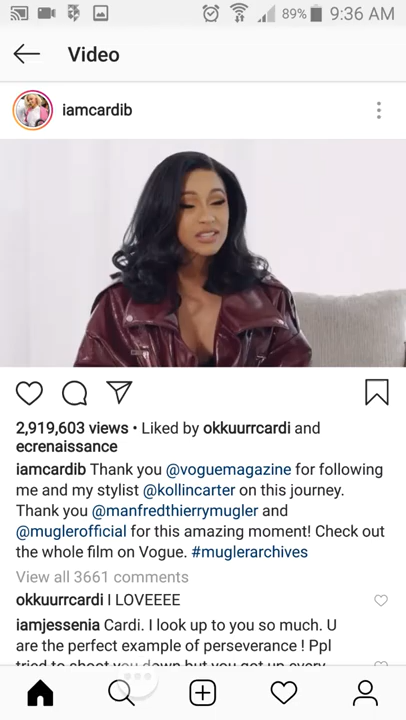 89% 9:36 AM
Video
iamcardib
2,919,603 views • Liked by okkuurrcardi and
ecrenaissance
iamcardib Thank you @voguemagazine for following
me and my stylist @kollincarter on this journey.
Thank you @manfredthierrymugler and
@muglerofficial for this amazing moment! Check out
the whole film on Vogue. #muglerarchives
View all 3661 comments
okkuurrcardi I LOVEEEE
iamjessenia Cardi. I look up to you so much. U
are the perfect example of perseverance ! Ppl
tried to shoot you down but you got up every